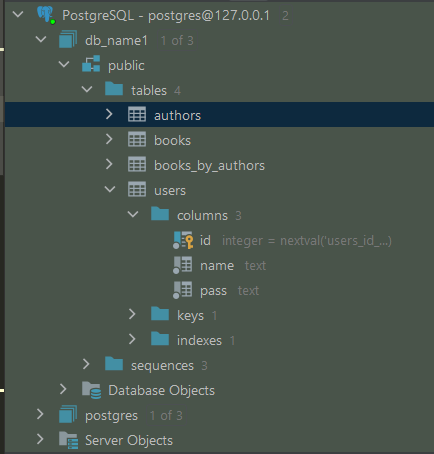 PostgreSQL - postgres@127.0.0.1 2
db_name1 1 of 3
public
tables 4
authors
books
books_by_authors
users
columns 3
id integer = nextval('users_id_...)
name text
pass text
keys 1
indexes 1
sequences 3
Database Objects
postgres 1 of 3
Server Objects